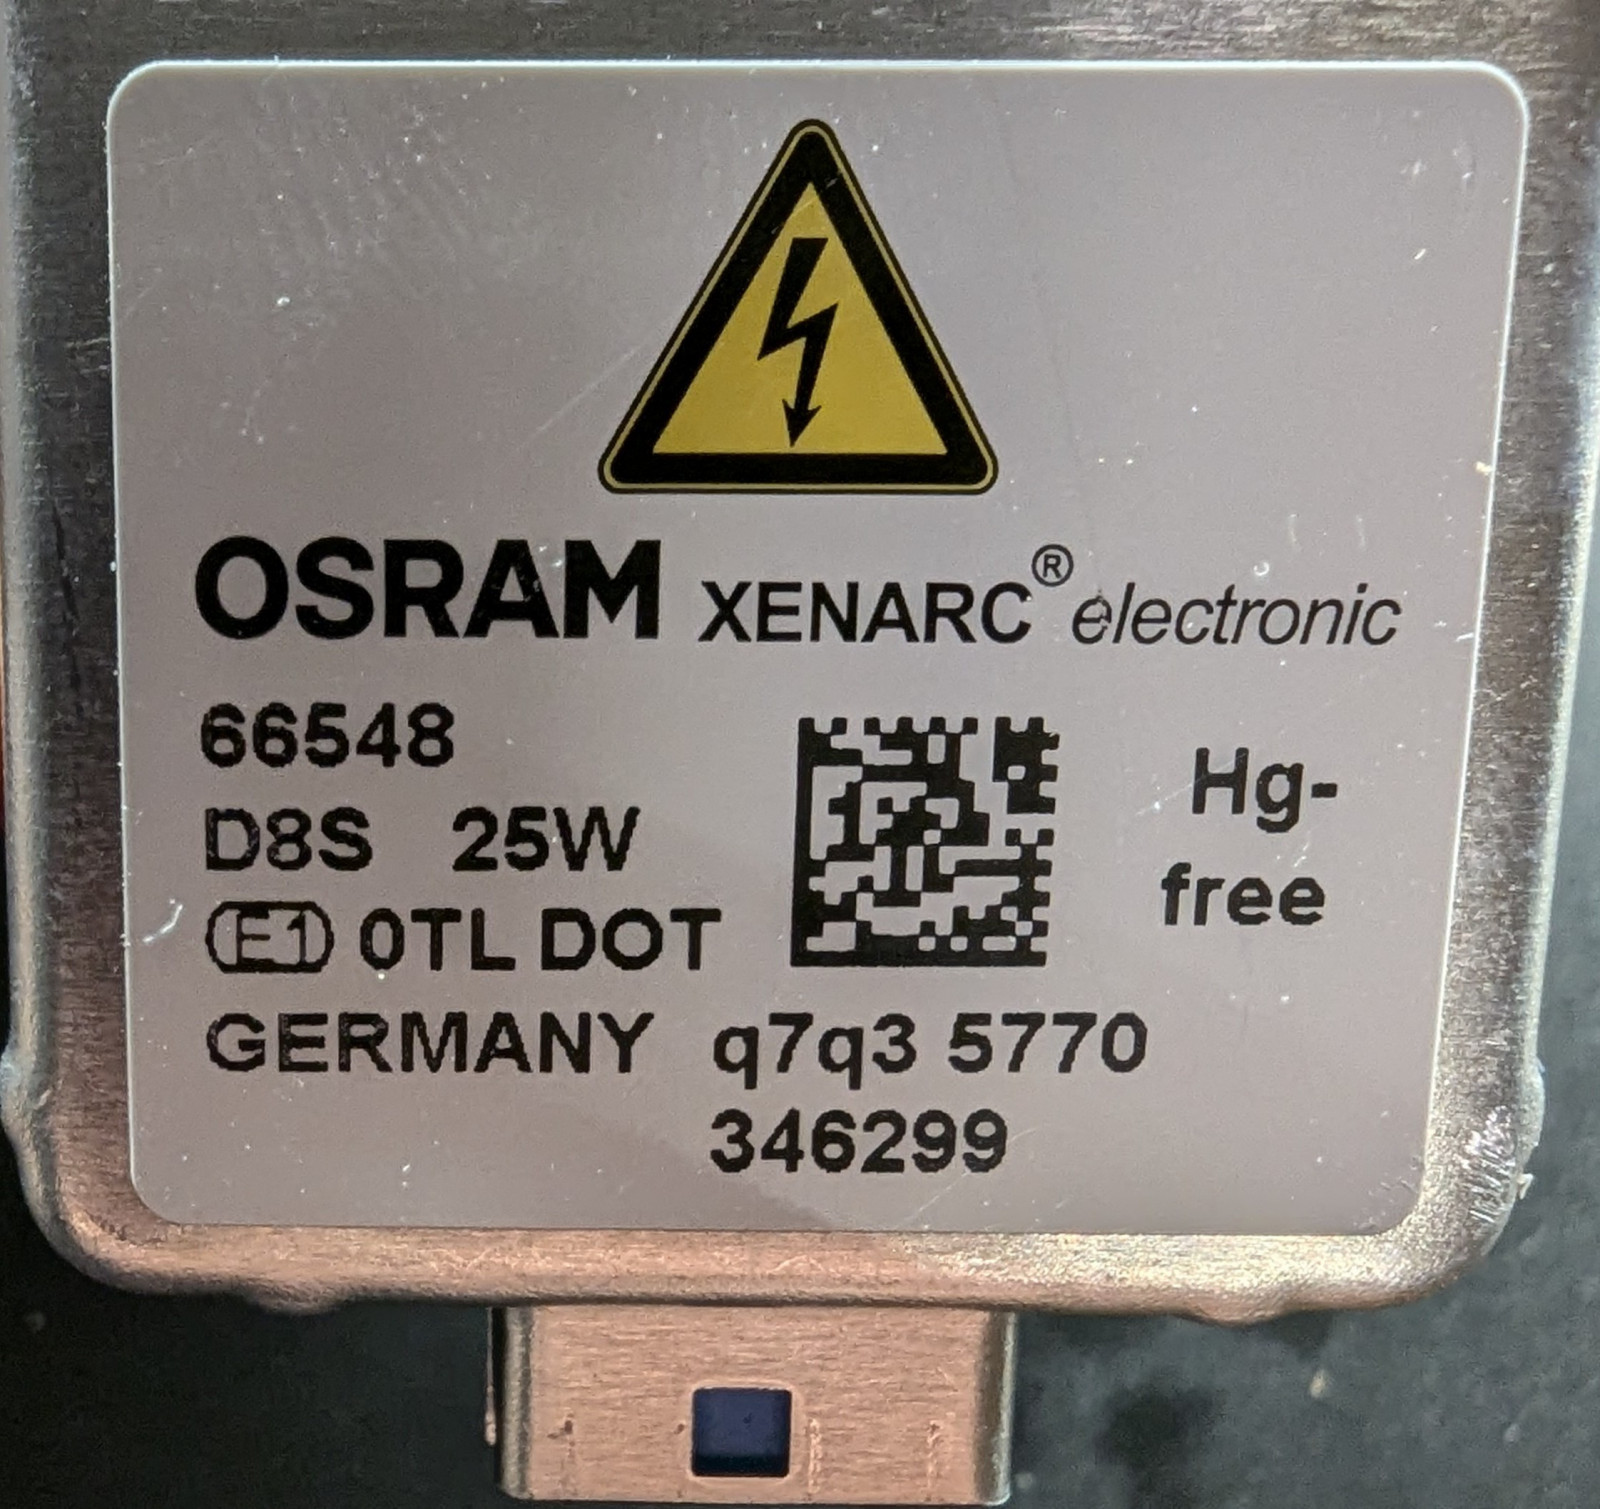 OSRAM XENARC® electronic
66548
D8S 25W
E1 0TL DOT
Hg-
free
GERMANY q7q3 5770
346299